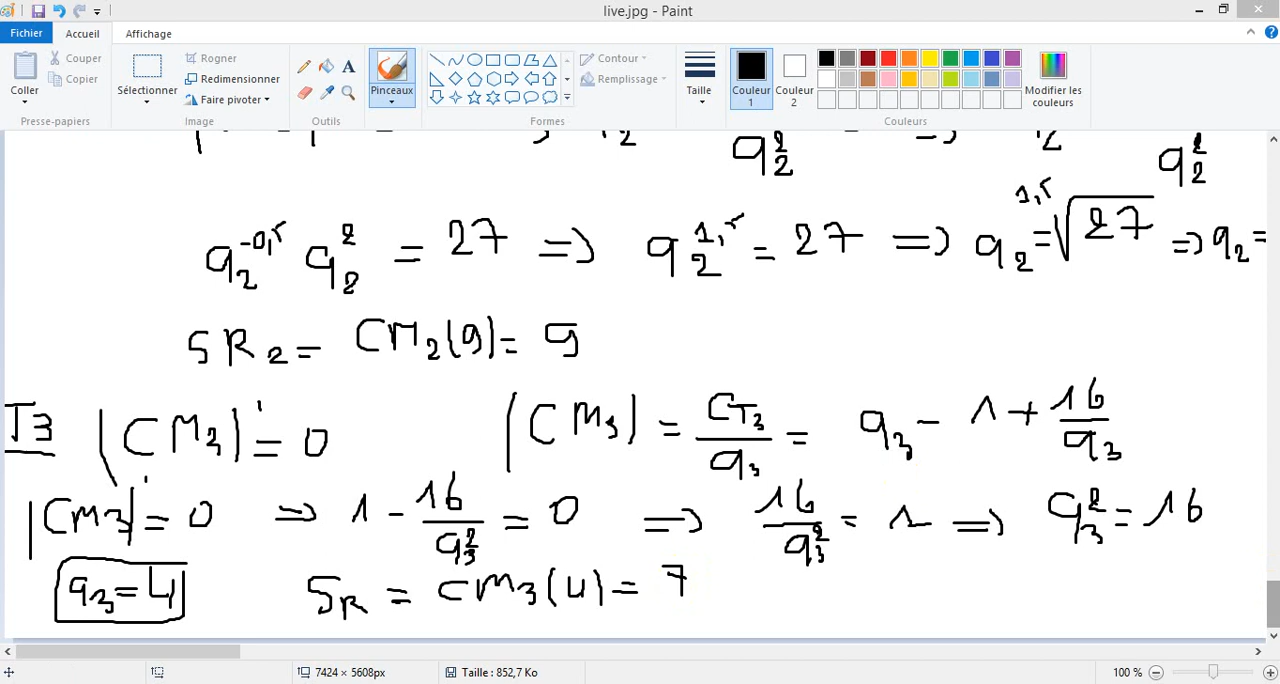 live.jpg - Paint
Fichier Accueil Affichage
Coller
Couper
Copier
Presse-papiers
Sélectionner
Rogner
Redimensionner
Faire pivoter
Image
Outils
Pinceaux
Contour
Remplissage
Formes
Taille
Couleur 1
Couleur 2
Modifier les couleurs
Couleurs
q₂^-0,5 q₂² = 27 => q₂^1,5 = 27 => q₂ = ^1,5√27 => q₂ =
SR₂ = CM₂(9) = 9
J3 (CM₃)' = 0 (CM₃) = CT₃/q₃ = q₃ - 1 + 16/q₃
(CM₃)' = 0 => 1 - 16/q₃² = 0 => 16/q₃² = 1 => q₃² = 16
q₃ = 4 SR = CM₃(4) = 7
7424 × 5608px Taille : 852,7 Ko 100 %